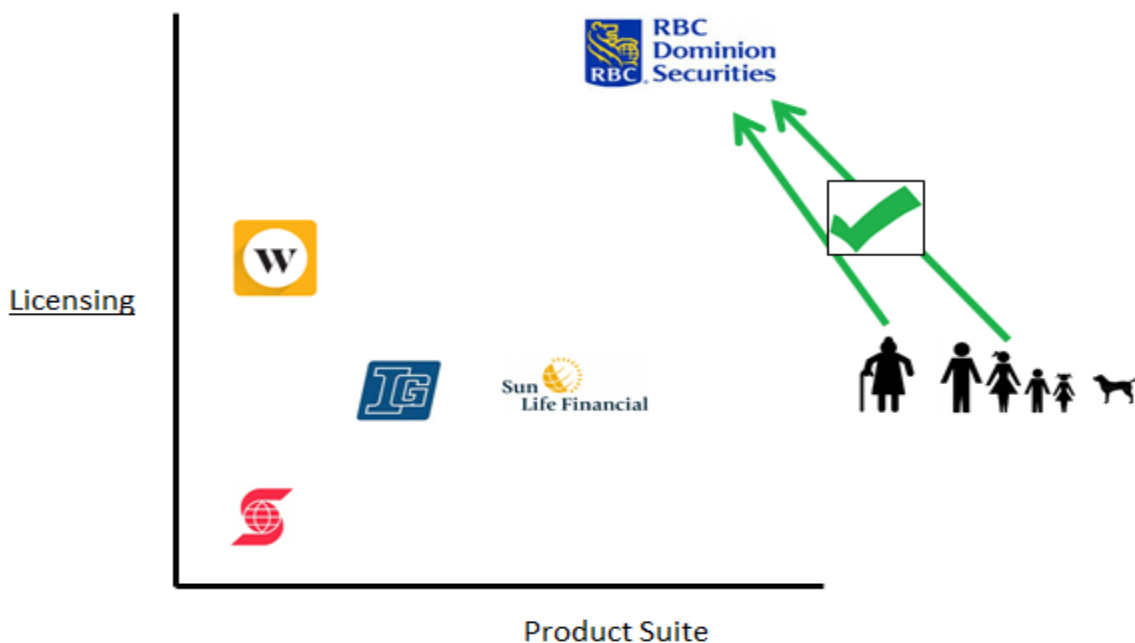 RBC
Dominion
Securities
RBC
W
Licensing
IG
Sun
Life Financial
S
Product Suite